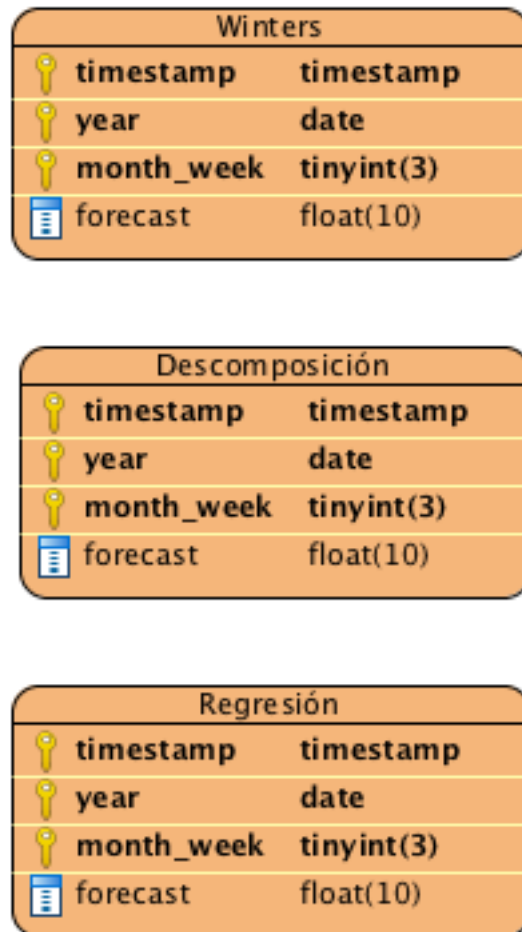 Winters
timestamp timestamp
year date
month_week tinyint(3)
forecast float(10)
Descomposición
timestamp timestamp
year date
month_week tinyint(3)
forecast float(10)
Regresión
timestamp timestamp
year date
month_week tinyint(3)
forecast float(10)